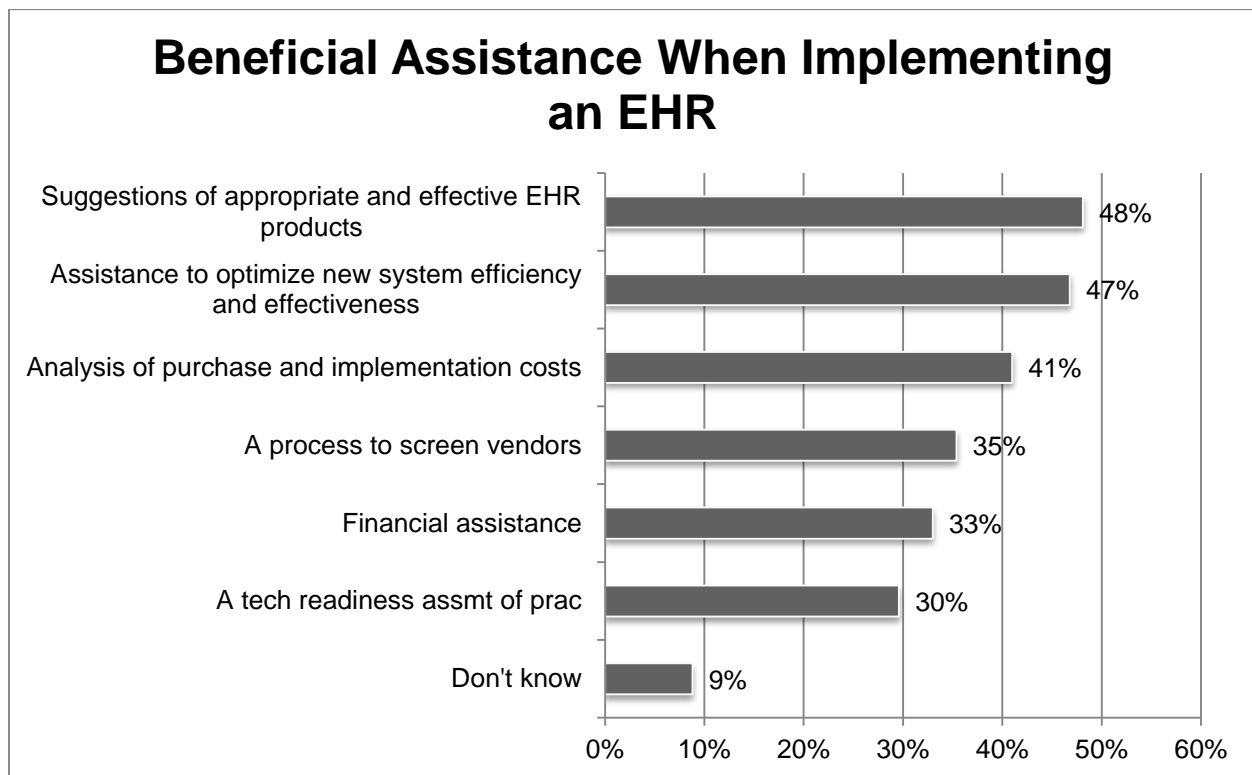 Beneficial Assistance When Implementing
an EHR
Suggestions of appropriate and effective EHR
products
48%
Assistance to optimize new system efficiency
and effectiveness
47%
Analysis of purchase and implementation costs
41%
A process to screen vendors
35%
Financial assistance
33%
A tech readiness assmt of prac
30%
Don't know
9%
0% 10% 20% 30% 40% 50% 60%